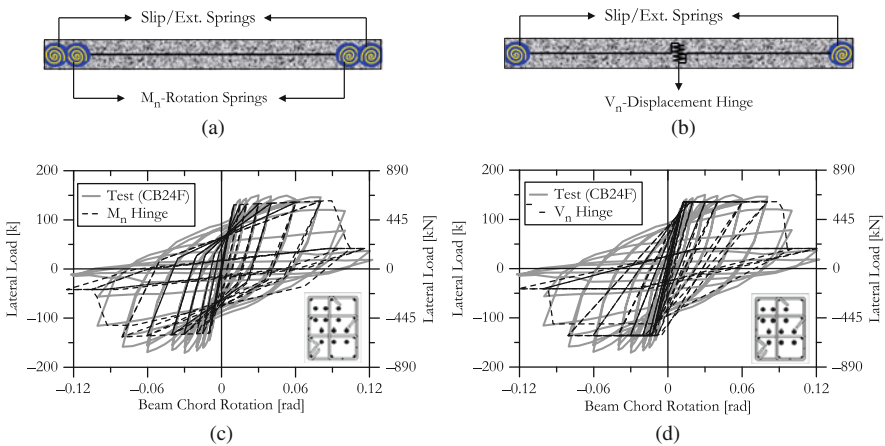 Slip/Ext. Springs
Mn-Rotation Springs
(a)
Slip/Ext. Springs
Vn-Displacement Hinge
(b)
200
100
0
−100
−200
Lateral Load [k]
890
445
0
−445
−890
Lateral Load [kN]
Test (CB24F)
Mn Hinge
−0.12
−0.06
0
0.06
0.12
Beam Chord Rotation [rad]
(c)
200
100
0
−100
−200
Lateral Load [k]
890
445
0
−445
−890
Lateral Load [kN]
Test (CB24F)
Vn Hinge
−0.12
−0.06
0
0.06
0.12
Beam Chord Rotation [rad]
(d)